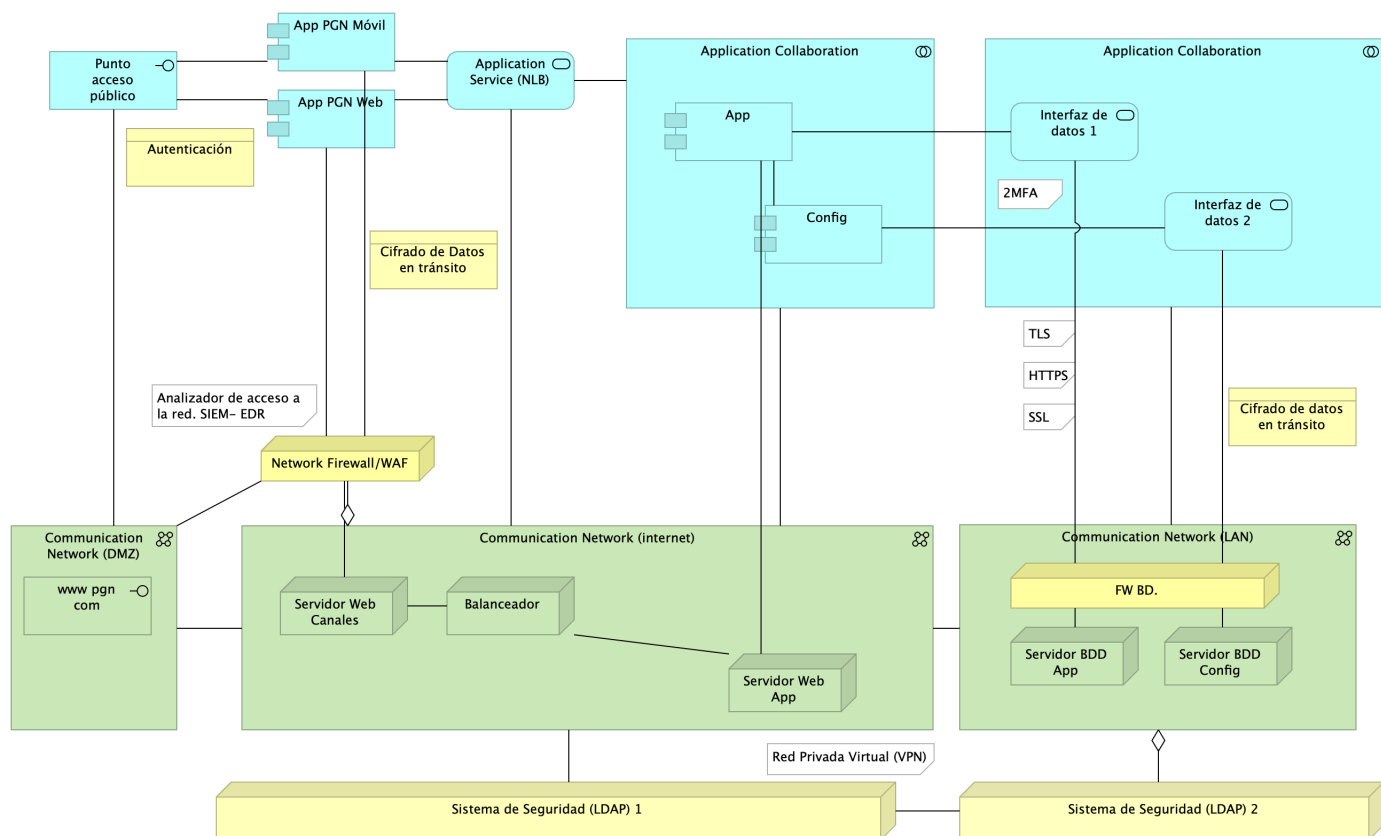 App PGN Móvil
Punto
acceso
público
Application
Service (NLB)
Application Collaboration
Application Collaboration
App PGN Web
App
Interfaz de
datos 1
Autenticación
2MFA
Config
Interfaz de
datos 2
Cifrado de Datos
en tránsito
TLS
HTTPS
SSL
Analizador de acceso a
la red. SIEM- EDR
Cifrado de datos
en tránsito
Network Firewall/WAF
Communication
Network (DMZ)
Communication Network (internet)
Communication Network (LAN)
www pgn
com
Servidor Web
Canales
Balanceador
FW BD.
Servidor Web
App
Servidor BDD
App
Servidor BDD
Config
Red Privada Virtual (VPN)
Sistema de Seguridad (LDAP) 1
Sistema de Seguridad (LDAP) 2